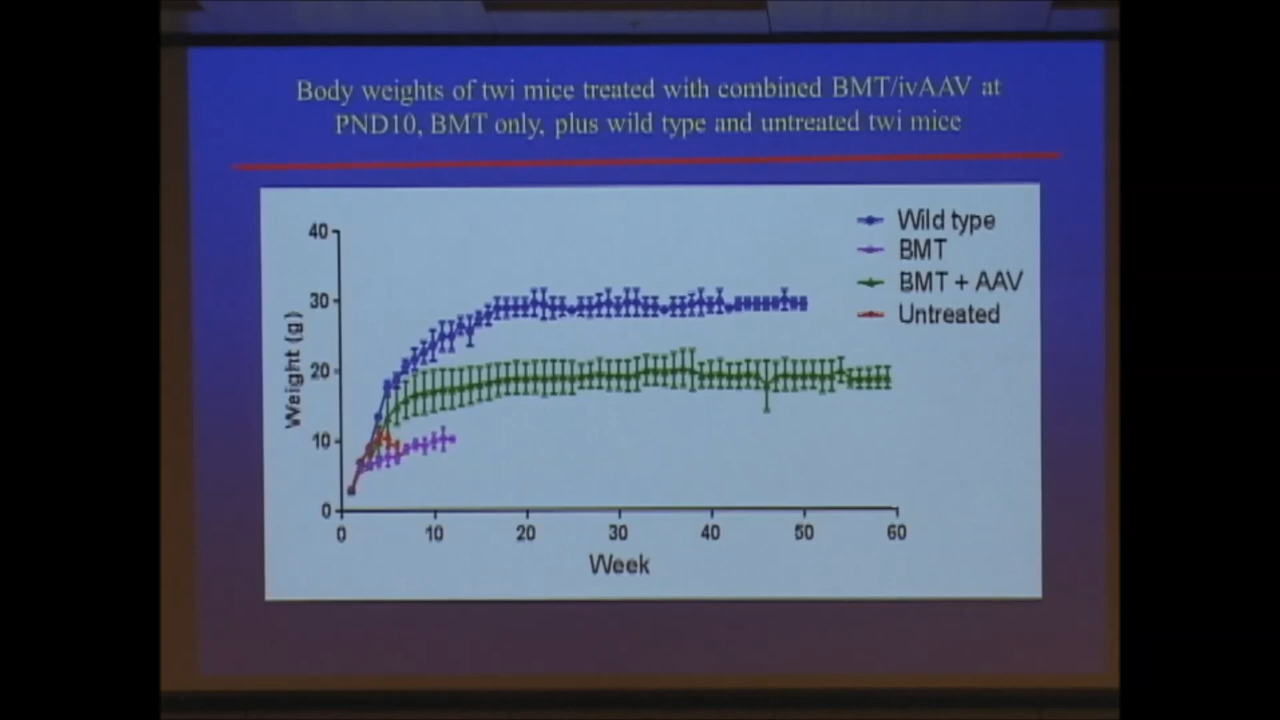 Body weights of twi mice treated with combined BMT/ivAAV at
PND10, BMT only, plus wild type and untreated twi mice
Wild type
BMT
BMT + AAV
Untreated
Weight (g)
40
30
20
10
0
0 10 20 30 40 50 60
Week